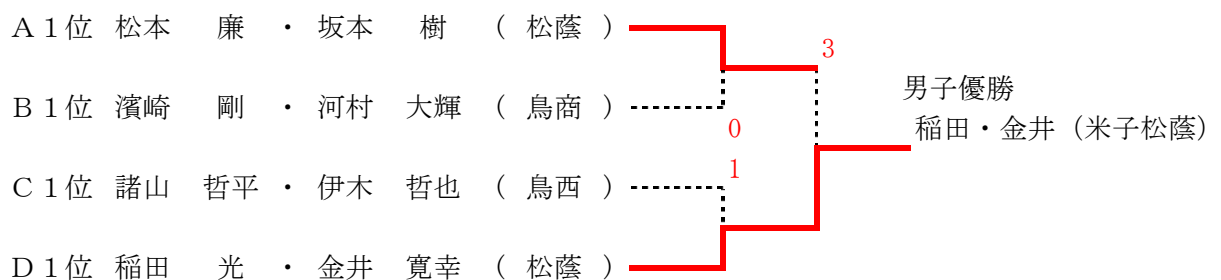 A1位 松本 廉 ・ 坂本 樹 ( 松蔭 )
3
男子優勝
B1位 濱崎 剛 ・ 河村 大輝 ( 鳥商 )
稲田・金井（米子松蔭）
0
1
C1位 諸山 哲平 ・ 伊木 哲也 ( 鳥西 )
D1位 稲田 光 ・ 金井 寛幸 ( 松蔭 )